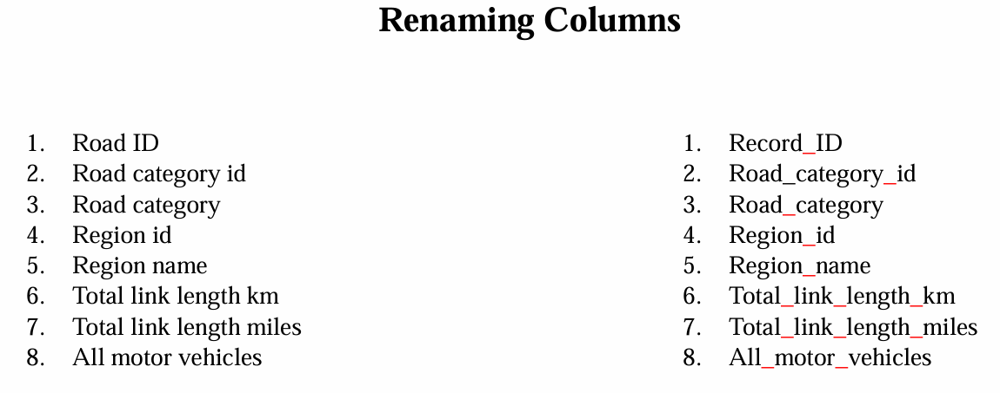 Renaming Columns
1. Road ID
2. Road category id
3. Road category
4. Region id
5. Region name
6. Total link length km
7. Total link length miles
8. All motor vehicles
1. Record_ID
2. Road_category_id
3. Road_category
4. Region_id
5. Region_name
6. Total_link_length_km
7. Total_link_length_miles
8. All_motor_vehicles